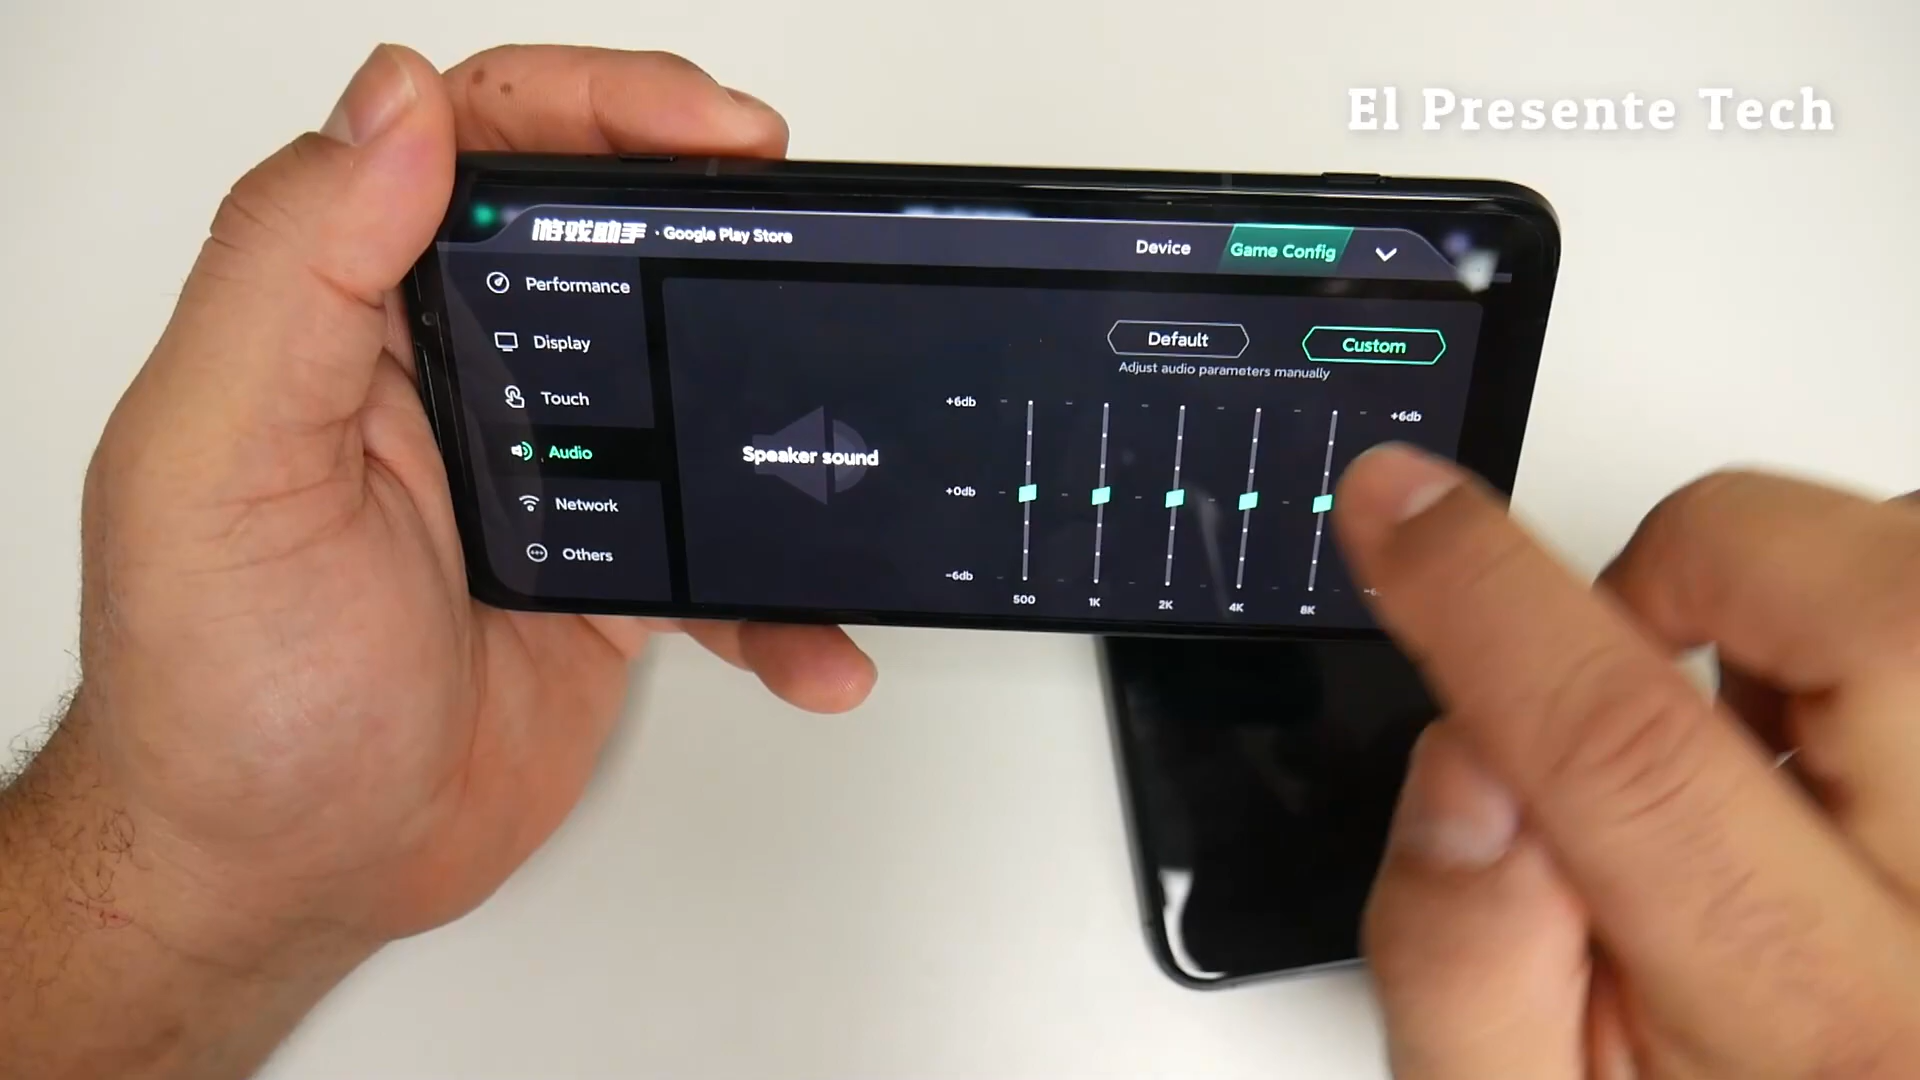 El Presente Tech
游戏助手 · Google Play Store
Device
Game Config
Performance
Display
Touch
Audio
Network
Others
Default
Custom
Adjust audio parameters manually
Speaker sound
+6db
+6db
+0db
-6db
500
1K
2K
4K
8K